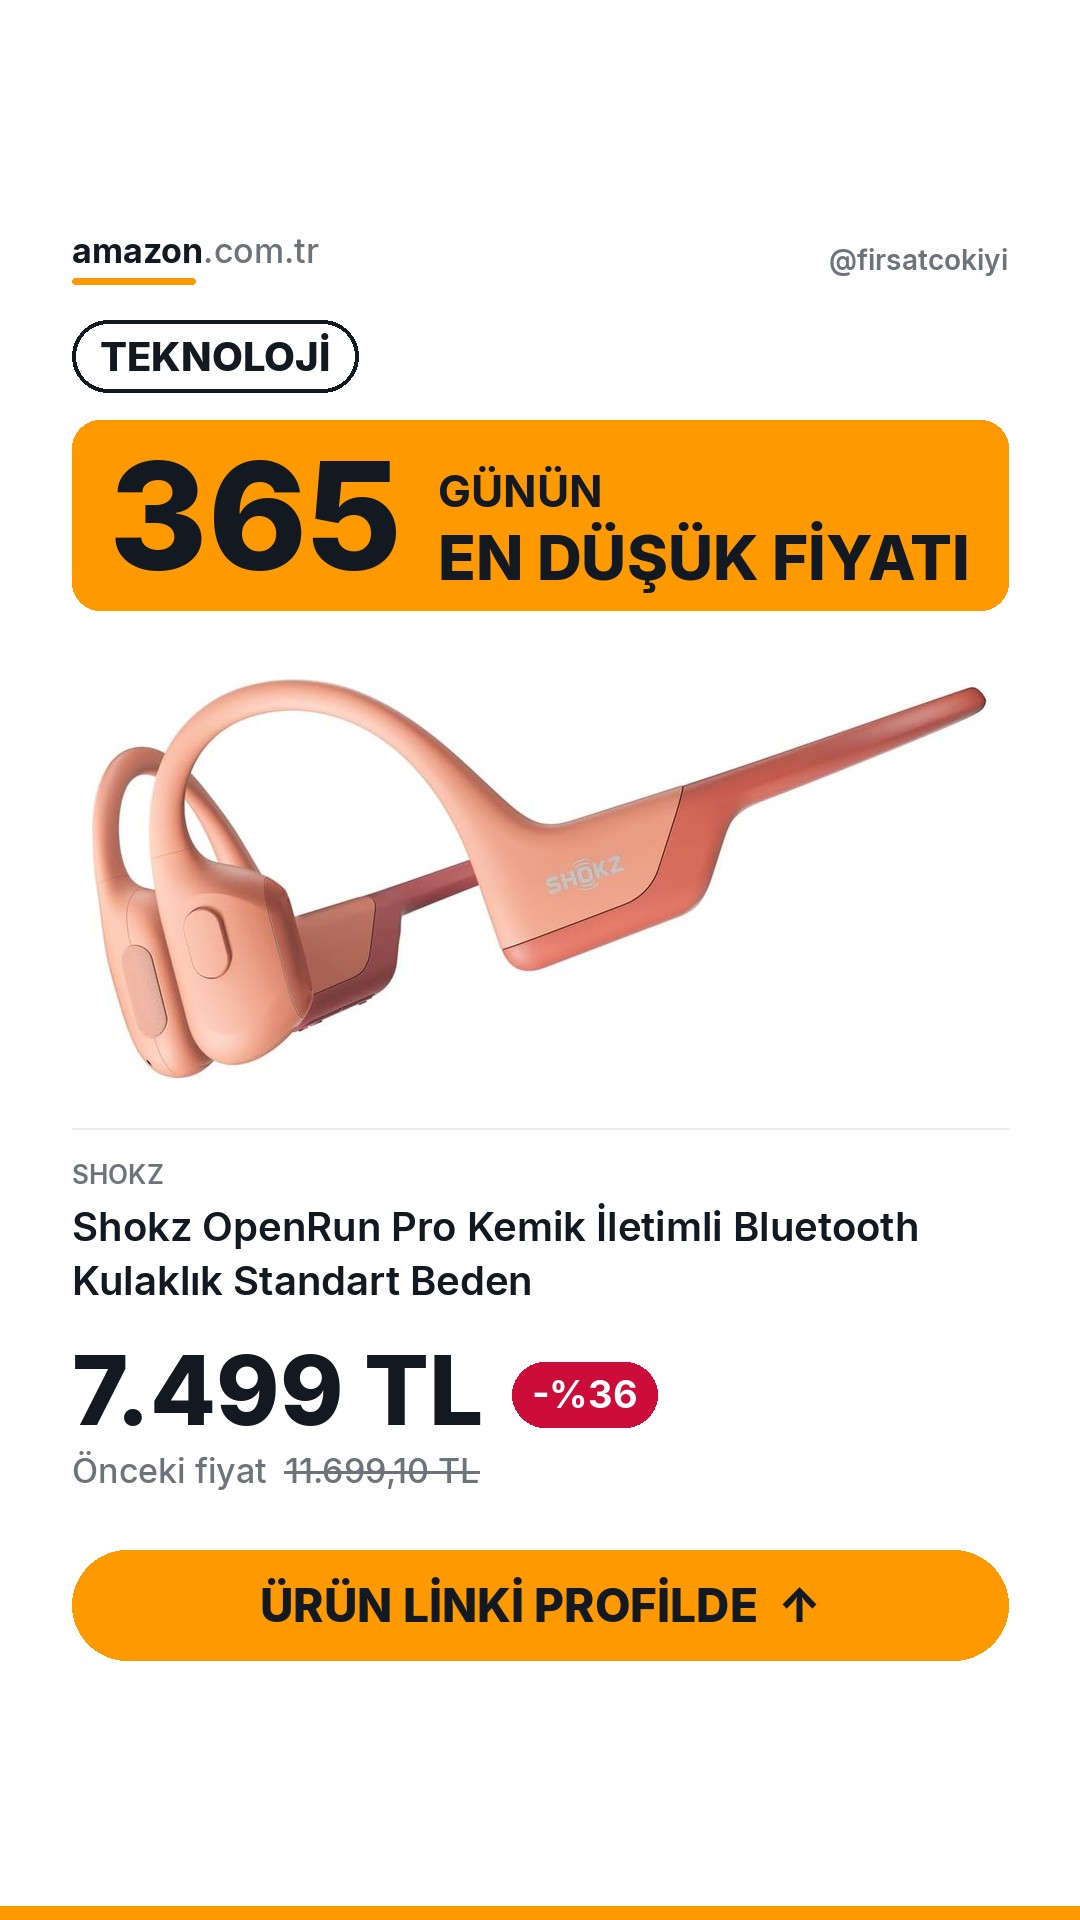 amazon.com.tr
@firsatcokiyi
TEKNOLOJİ
365
GÜNÜN
EN DÜŞÜK FİYATI
SHOKZ
SHOKZ
Shokz OpenRun Pro Kemik İletimli Bluetooth
Kulaklık Standart Beden
7.499 TL
-%36
Önceki fiyat 11.699,10 TL
ÜRÜN LİNKİ PROFİLDE ↑